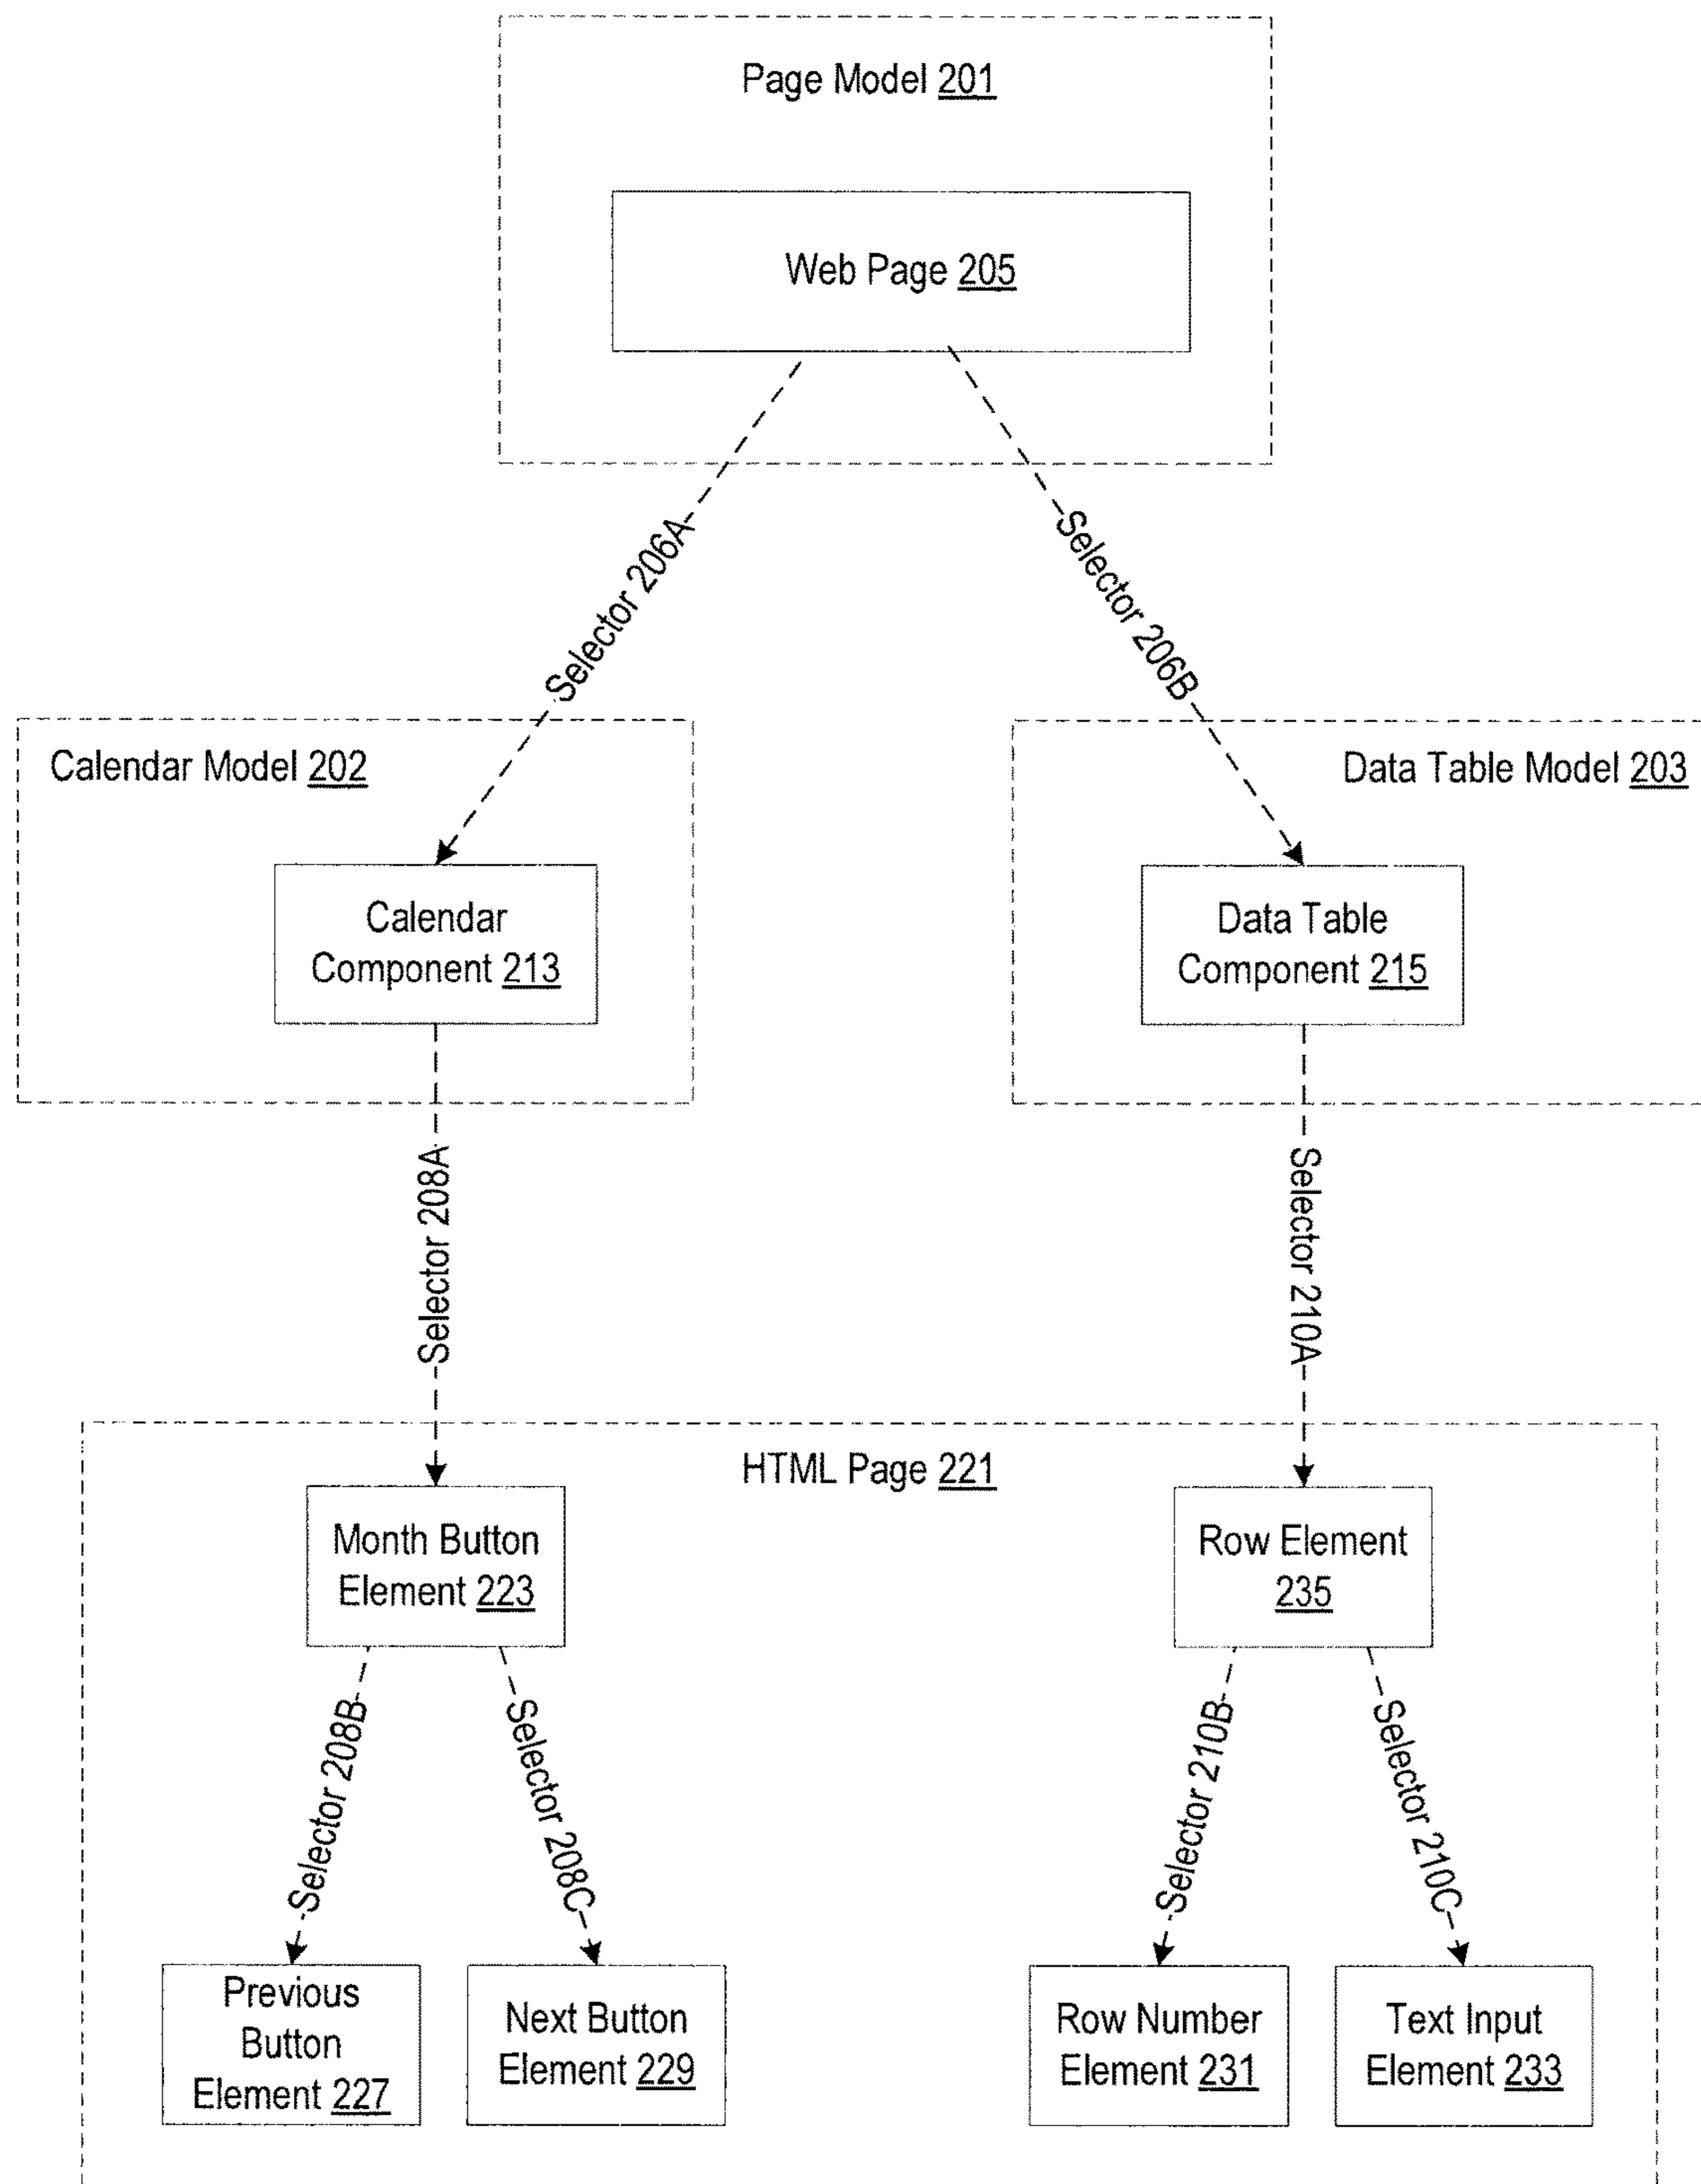 Page Model 201
Web Page 205
Selector 206A
Selector 206B
Calendar Model 202
Data Table Model 203
Calendar
Component 213
Data Table
Component 215
Selector 208A
Selector 210A
HTML Page 221
Month Button
Element 223
Row Element
235
Selector 208B
Selector 208C
Selector 210B
Selector 210C
Previous
Button
Element 227
Next Button
Element 229
Row Number
Element 231
Text Input
Element 233